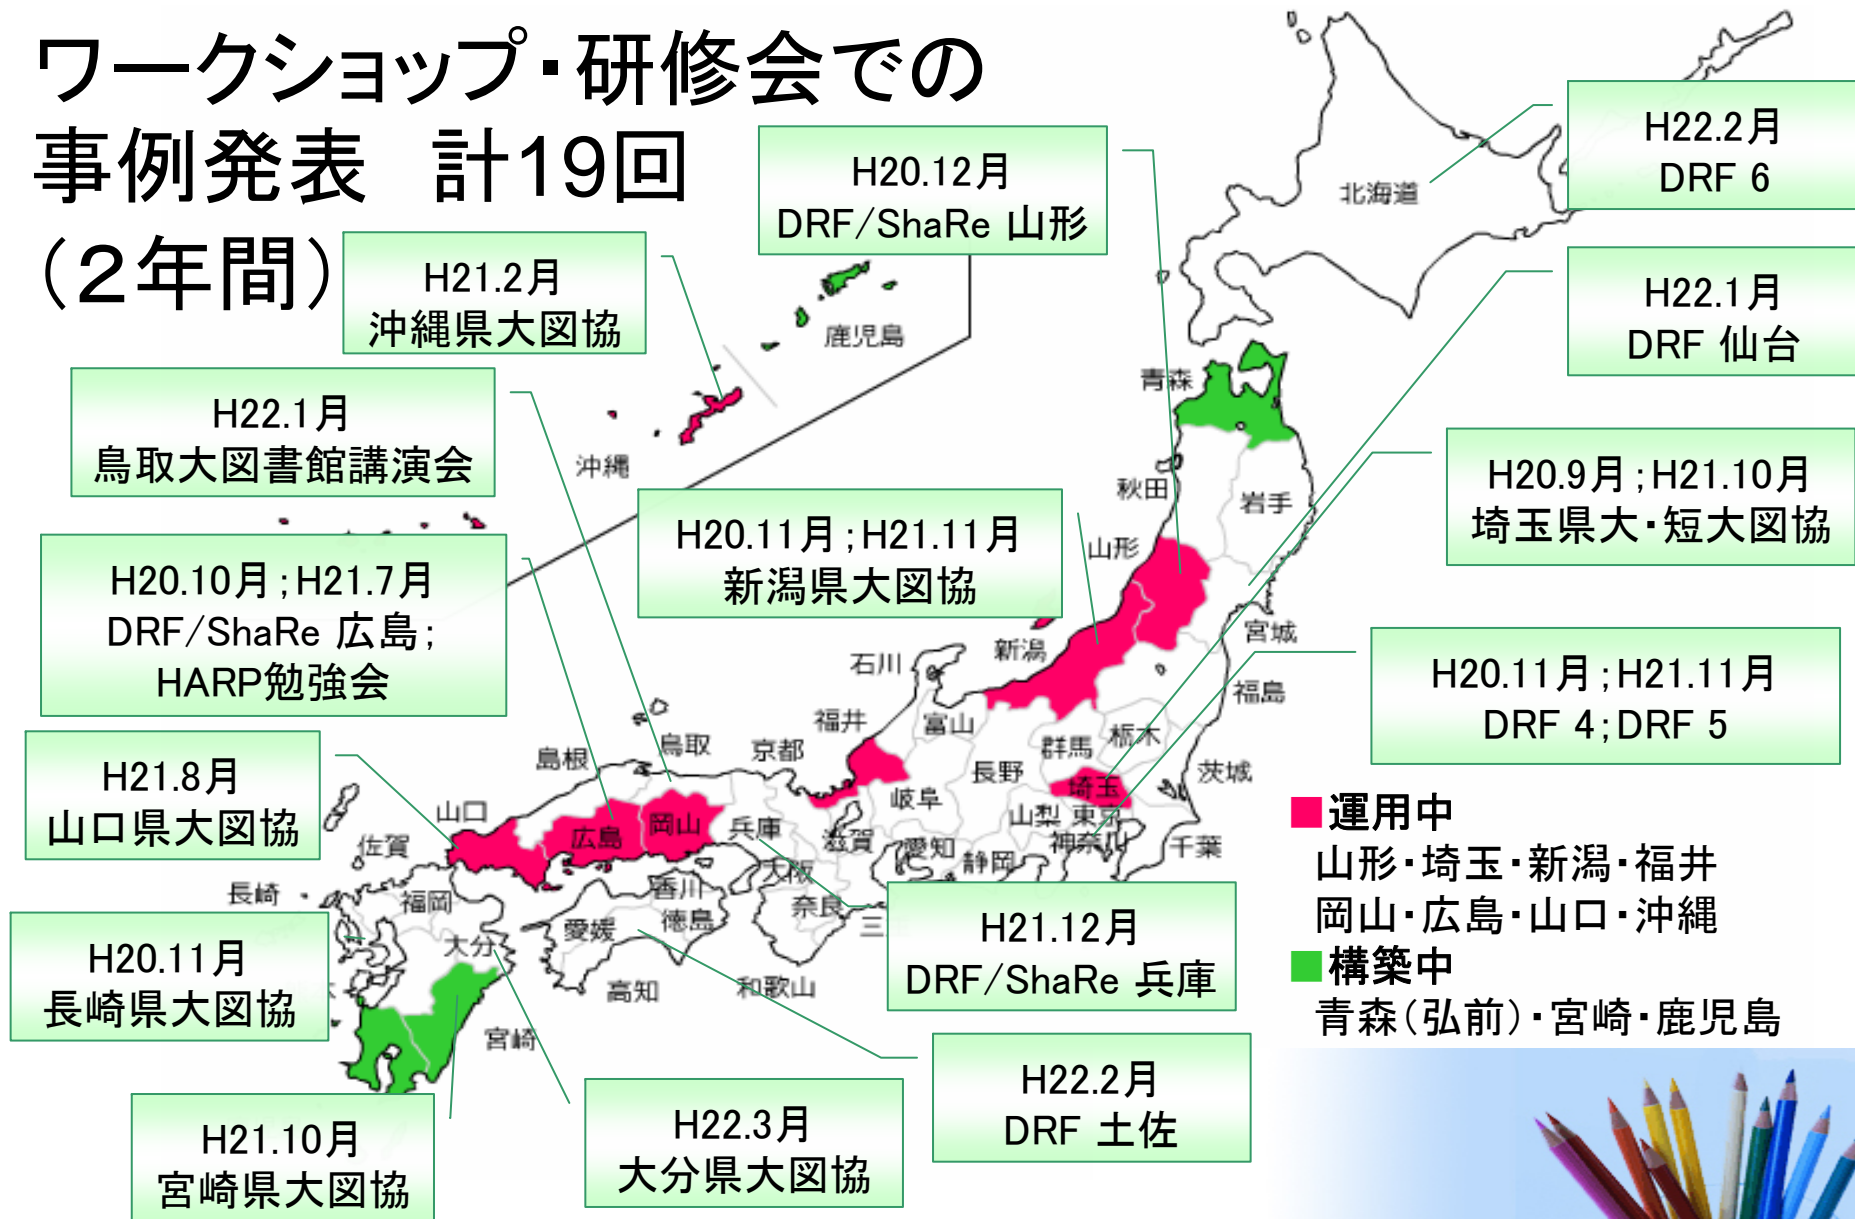 ワークショップ・研修会での
事例発表　計19回
（２年間）
H20.12月
DRF/ShaRe 山形
H22.2月
DRF 6
H21.2月
沖縄県大図協
H22.1月
DRF 仙台
H22.1月
鳥取大図書館講演会
H20.9月;H21.10月
埼玉県大・短大図協
H20.11月;H21.11月
新潟県大図協
H20.10月;H21.7月
DRF/ShaRe 広島;
HARP勉強会
H20.11月;H21.11月
DRF 4;DRF 5
H21.8月
山口県大図協
H20.11月
長崎県大図協
H21.12月
DRF/ShaRe 兵庫
H22.2月
DRF 土佐
H22.3月
大分県大図協
H21.10月
宮崎県大図協
■運用中
山形・埼玉・新潟・福井
岡山・広島・山口・沖縄
■構築中
青森（弘前）・宮崎・鹿児島
北海道
鹿児島
青森
沖縄
秋田
岩手
山形
宮城
新潟
石川
福島
福井
富山
群馬
栃木
鳥取
京都
島根
長野
茨城
岐阜
埼玉
山口
広島
岡山
兵庫
滋賀
愛知
山梨
東京
静岡
神奈川
千葉
佐賀
大阪
長崎
福岡
香川
奈良
愛媛
徳島
三
大分
高知
和歌山
宮崎